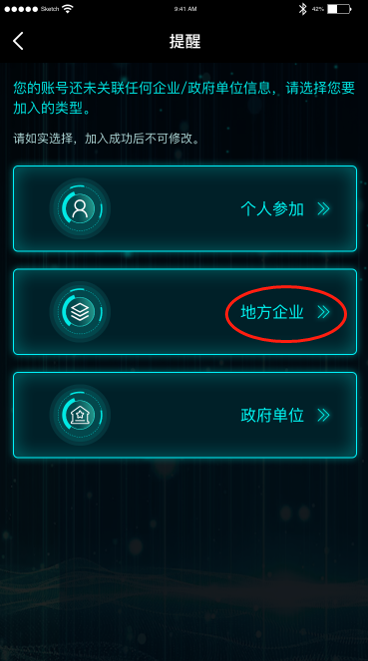 Sketch 9:41 AM 42%
提醒
您的账号还未关联任何企业/政府单位信息，请选择您要
加入的类型。
请如实选择，加入成功后不可修改。
个人参加
地方企业
政府单位